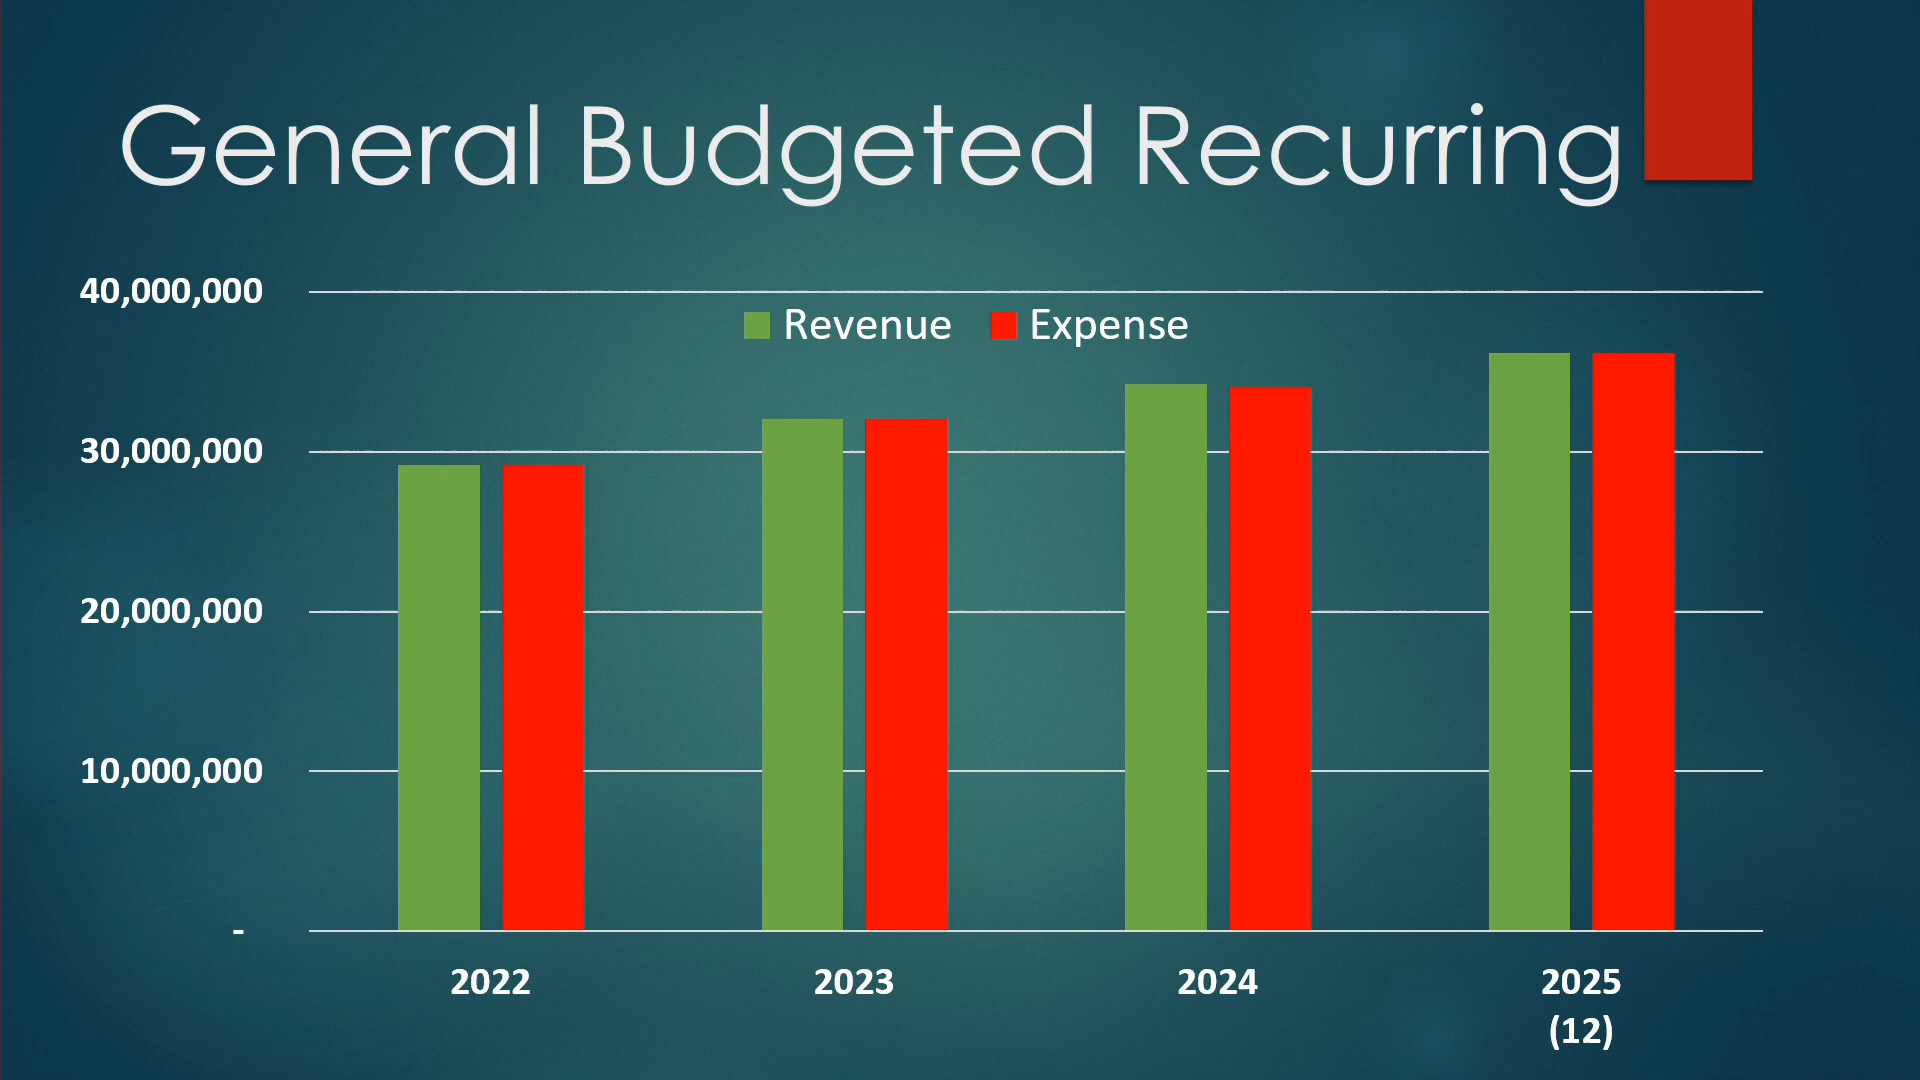 General Budgeted Recurring
40,000,000
Revenue Expense
30,000,000
20,000,000
10,000,000
-
2022 2023 2024 2025
(12)